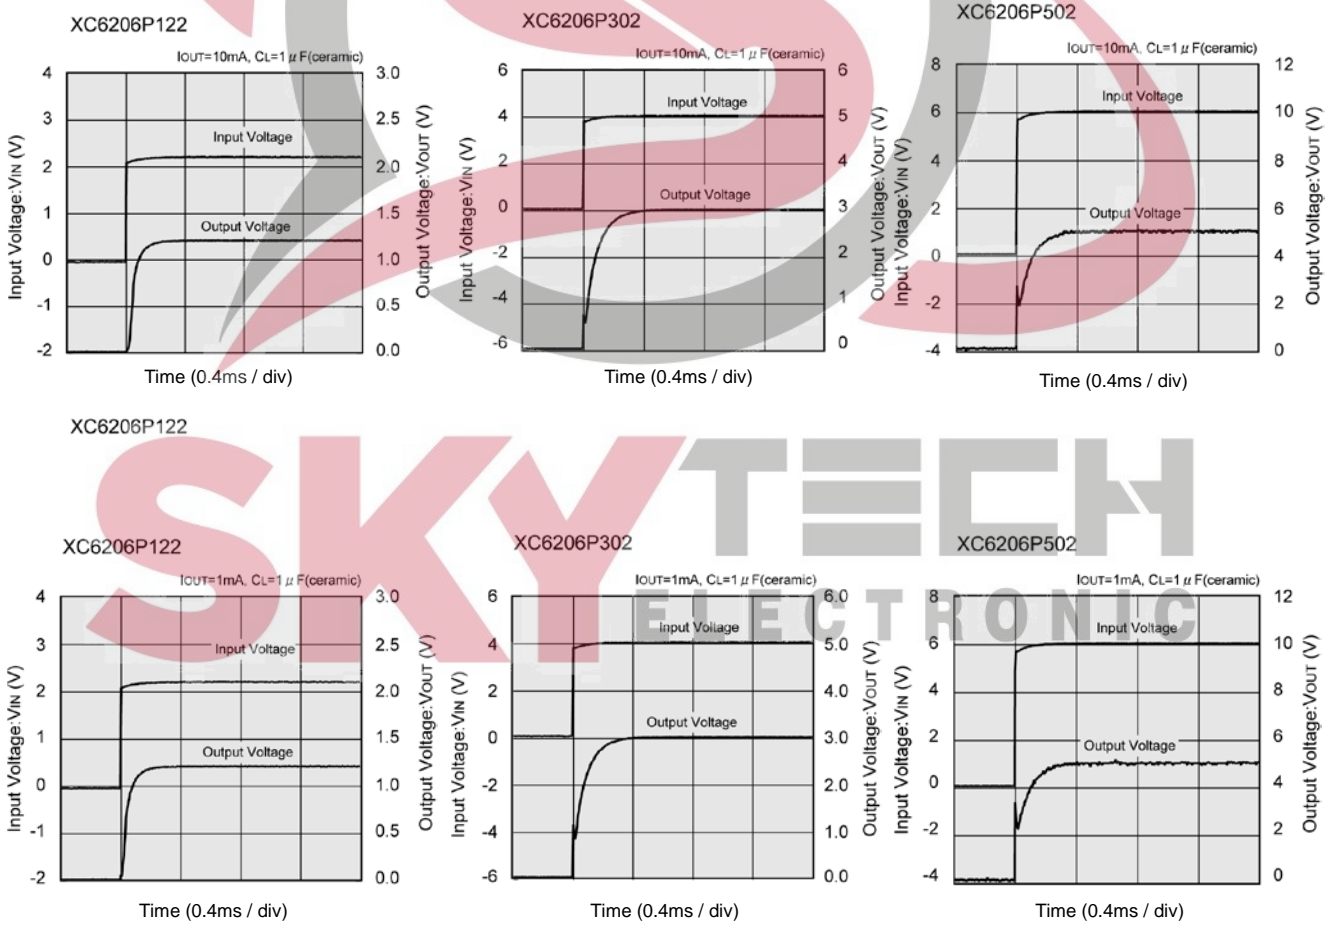 XC6206P122
IOUT=10mA, CL=1 μ F(ceramic)
4
3
2
1
0
-1
-2
3.0
2.5
2.0
1.5
1.0
0.5
0.0
Input Voltage:VIN (V)
Output Voltage:VOUT (V)
Input Voltage
Output Voltage
Time (0.4ms / div)
XC6206P302
IOUT=10mA, CL=1 μ F(ceramic)
6
4
2
0
-2
-4
-6
6
5
4
3
2
1
0
Input Voltage:VIN (V)
Output Voltage:VOUT (V)
Input Voltage
Output Voltage
Time (0.4ms / div)
XC6206P502
IOUT=10mA, CL=1 μ F(ceramic)
8
6
4
2
0
-2
-4
12
10
8
6
4
2
0
Input Voltage:VIN (V)
Output Voltage:VOUT (V)
Input Voltage
Output Voltage
Time (0.4ms / div)
XC6206P122
SKYTECH
ELECTRONIC
XC6206P122
IOUT=1mA, CL=1 μ F(ceramic)
4
3
2
1
0
-1
-2
3.0
2.5
2.0
1.5
1.0
0.5
0.0
Input Voltage:VIN (V)
Output Voltage:VOUT (V)
Input Voltage
Output Voltage
Time (0.4ms / div)
XC6206P302
IOUT=1mA, CL=1 μ F(ceramic)
6
4
2
0
-2
-4
-6
6.0
5.0
4.0
3.0
2.0
1.0
0.0
Input Voltage:VIN (V)
Output Voltage:VOUT (V)
Input Voltage
Output Voltage
Time (0.4ms / div)
XC6206P502
IOUT=1mA, CL=1 μ F(ceramic)
8
6
4
2
0
-2
-4
12
10
8
6
4
2
0
Input Voltage:VIN (V)
Output Voltage:VOUT (V)
Input Voltage
Output Voltage
Time (0.4ms / div)